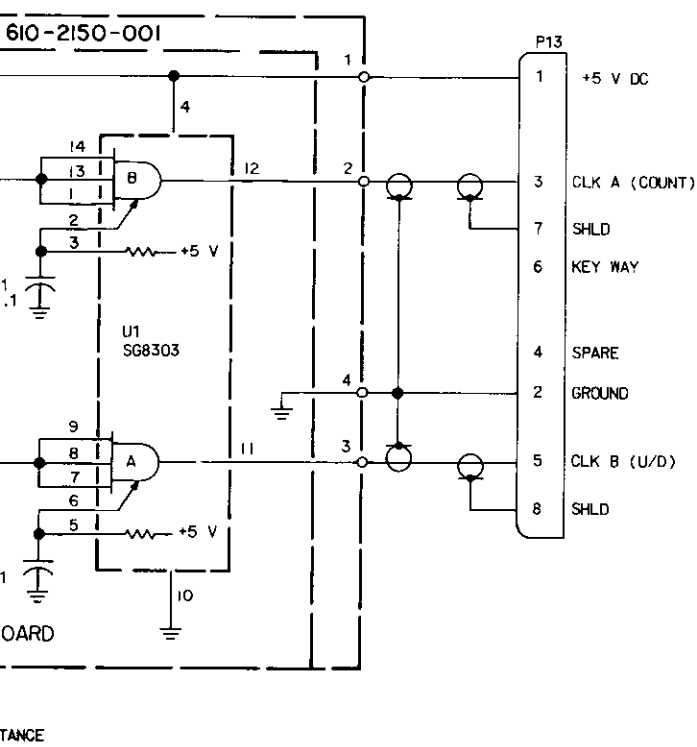 610-2150-001
P13
1
1
+5 V DC
4
14
13
B
1
12
2
3
CLK A (COUNT)
2
7
SHLD
3
+5 V
6
KEY WAY
1
.1
U1
SG8303
4
SPARE
4
2
GROUND
9
8
A
7
11
3
5
CLK B (U/D)
6
8
SHLD
5
+5 V
1
10
OARD
TANCE